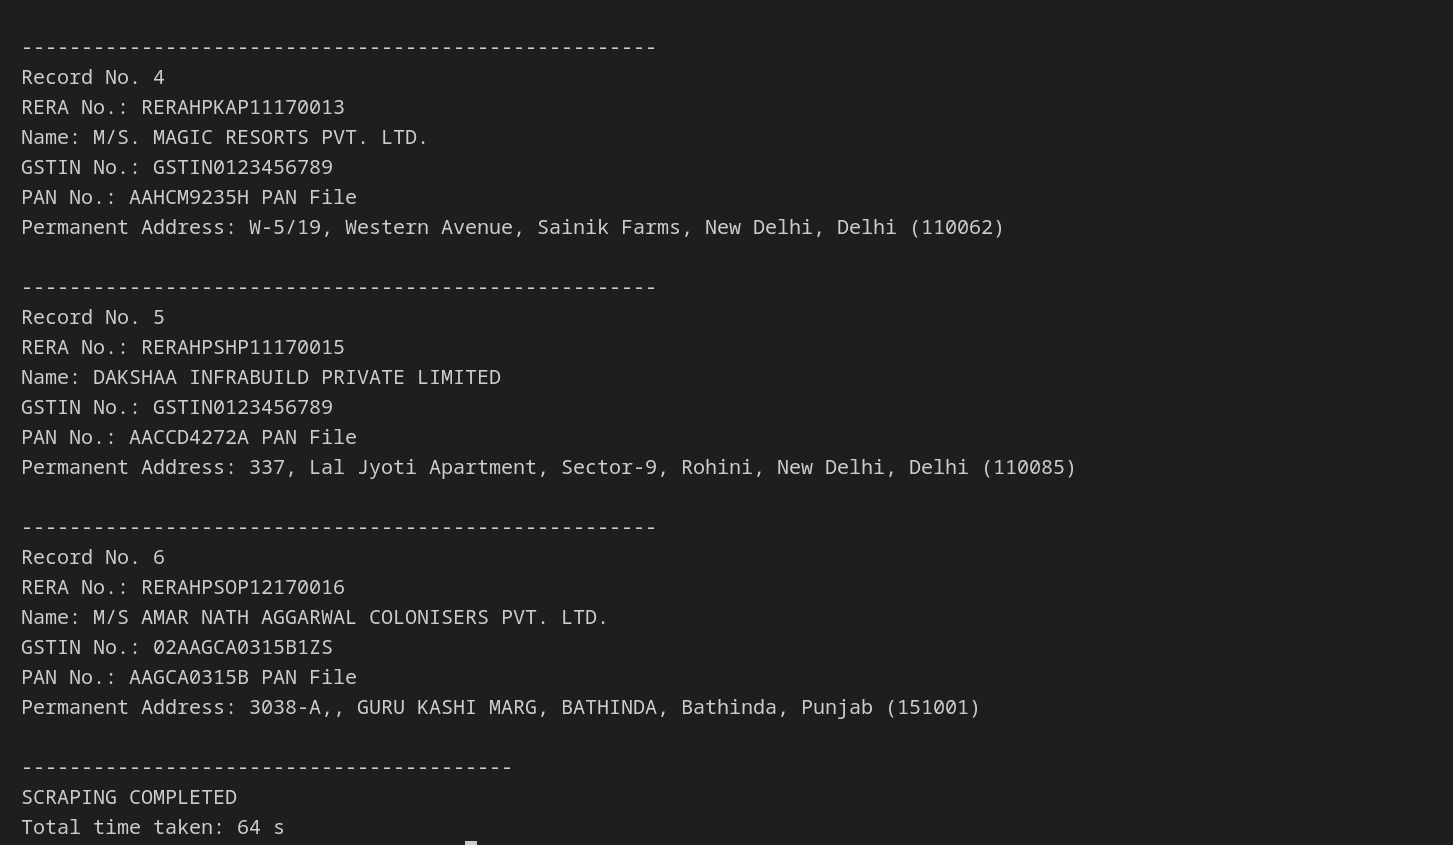 -----------------------------------------------------
Record No. 4
RERA No.: RERAHPKAP11170013
Name: M/S. MAGIC RESORTS PVT. LTD.
GSTIN No.: GSTIN0123456789
PAN No.: AAHCM9235H PAN File
Permanent Address: W-5/19, Western Avenue, Sainik Farms, New Delhi, Delhi (110062)
-----------------------------------------------------
Record No. 5
RERA No.: RERAHPSHP11170015
Name: DAKSHAA INFRABUILD PRIVATE LIMITED
GSTIN No.: GSTIN0123456789
PAN No.: AACCD4272A PAN File
Permanent Address: 337, Lal Jyoti Apartment, Sector-9, Rohini, New Delhi, Delhi (110085)
-----------------------------------------------------
Record No. 6
RERA No.: RERAHPSOP12170016
Name: M/S AMAR NATH AGGARWAL COLONISERS PVT. LTD.
GSTIN No.: 02AAGCA0315B1ZS
PAN No.: AAGCA0315B PAN File
Permanent Address: 3038-A,, GURU KASHI MARG, BATHINDA, Bathinda, Punjab (151001)
-----------------------------------------
SCRAPING COMPLETED
Total time taken: 64 s